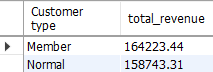 Customer type total_revenue
Member 164223.44
Normal 158743.31